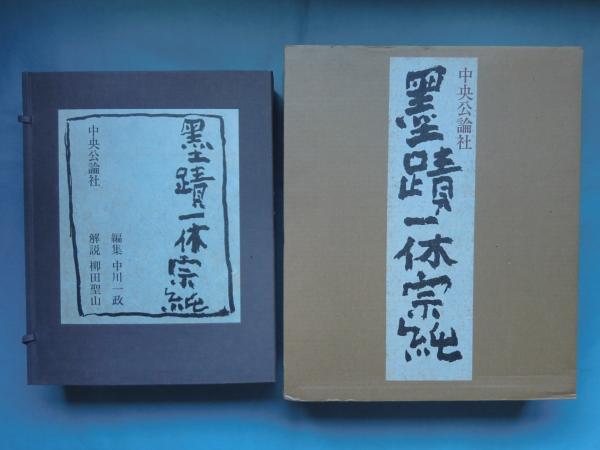 墨蹟一休宗純
編集 中川一政
解説 柳田聖山
中央公論社
中央公論社
墨蹟一休宗純